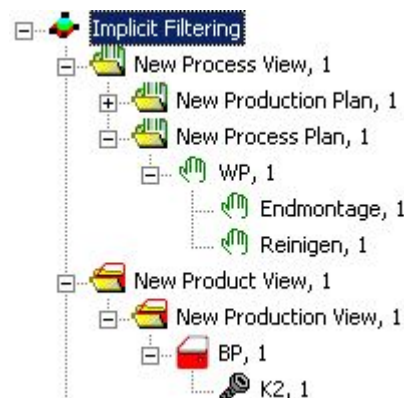 Implicit Filtering
New Process View, 1
New Production Plan, 1
New Process Plan, 1
WP, 1
Endmontage, 1
Reinigen, 1
New Product View, 1
New Production View, 1
BP, 1
K2, 1